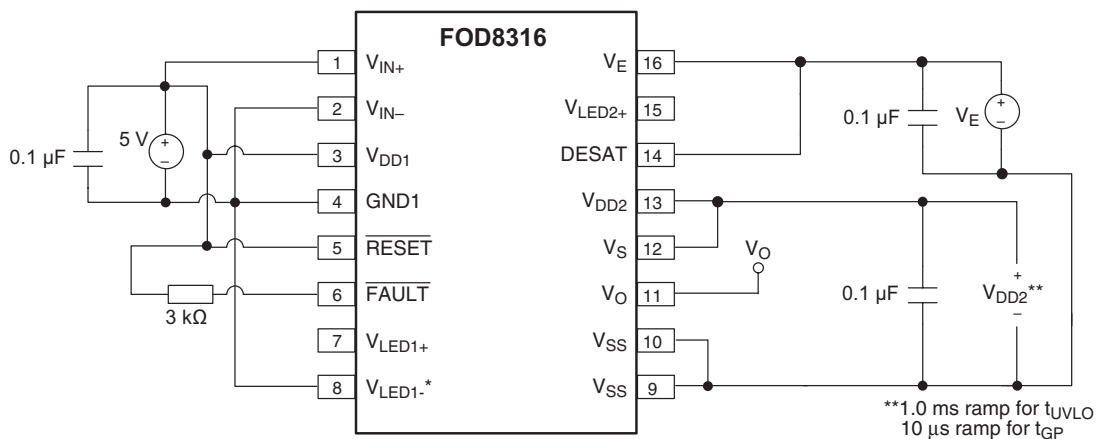 FOD8316
1 V_IN+
2 V_IN–
3 V_DD1
4 GND1
5 RESET
6 FAULT
7 V_LED1+
8 V_LED1-*
V_E 16
V_LED2+ 15
DESAT 14
V_DD2 13
V_S 12
V_O 11
V_SS 10
V_SS 9
0.1 µF
5 V
+
–
3 kΩ
0.1 µF
V_E
+
–
V_O
0.1 µF
+
V_DD2**
–
**1.0 ms ramp for t_UVLO
10 µs ramp for t_GP